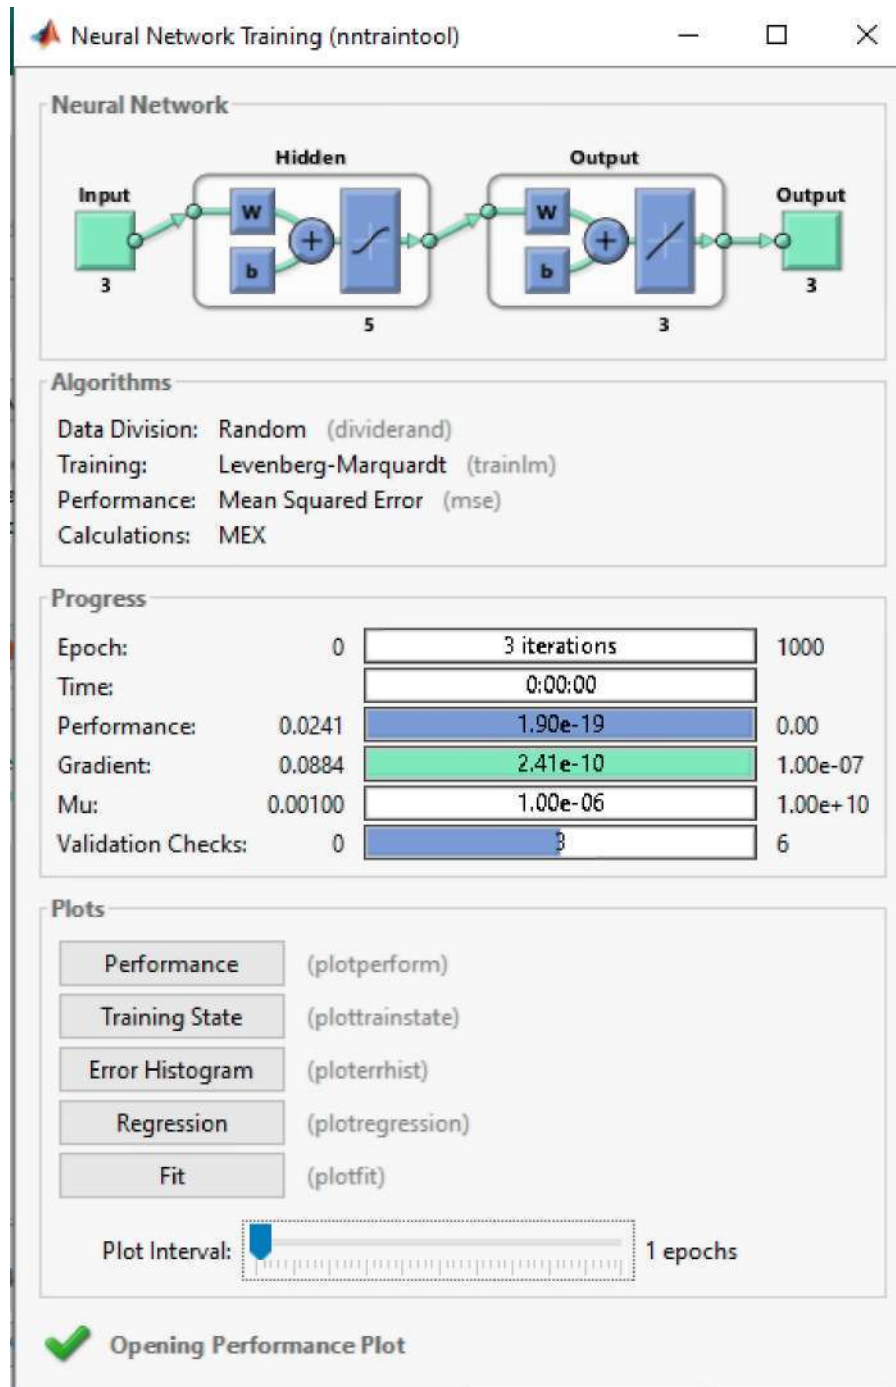 Neural Network Training (nntraintool)
Neural Network
Hidden
Output
Input
Output
W
W
b
b
3
3
5
3
Algorithms
Data Division: Random (dividerand)
Training: Levenberg-Marquardt (trainlm)
Performance: Mean Squared Error (mse)
Calculations: MEX
Progress
Epoch: 0 3 iterations 1000
Time: 0:00:00
Performance: 0.0241 1.90e-19 0.00
Gradient: 0.0884 2.41e-10 1.00e-07
Mu: 0.00100 1.00e-06 1.00e+10
Validation Checks: 0 3 6
Plots
Performance (plotperform)
Training State (plottrainstate)
Error Histogram (ploterrhist)
Regression (plotregression)
Fit (plotfit)
Plot Interval: 1 epochs
Opening Performance Plot